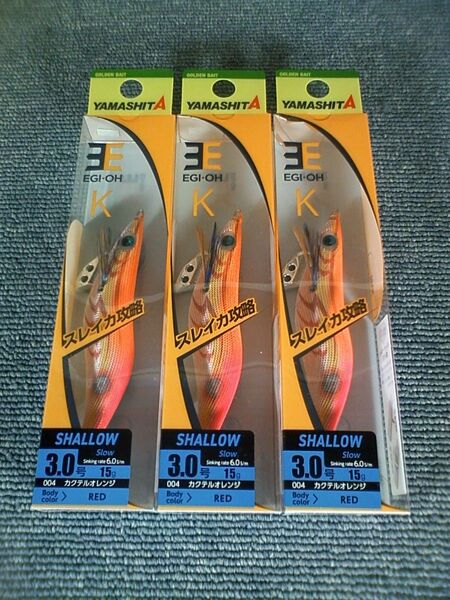 GOLDEN BAIT
YAMASHITA
EGI-OH
K
スレイカ攻略
SHALLOW
Slow
Sinking rate 6.0s/m
3.0号 15g
004 カクテルオレンジ
Body color > RED
GOLDEN BAIT
YAMASHITA
EGI-OH
K
スレイカ攻略
SHALLOW
Slow
Sinking rate 6.0s/m
3.0号 15g
004 カクテルオレンジ
Body color > RED
GOLDEN BAIT
YAMASHITA
EGI-OH
K
スレイカ攻略
SHALLOW
Slow
Sinking rate 6.0s/m
3.0号 15g
004 カクテルオレンジ
Body color > RED